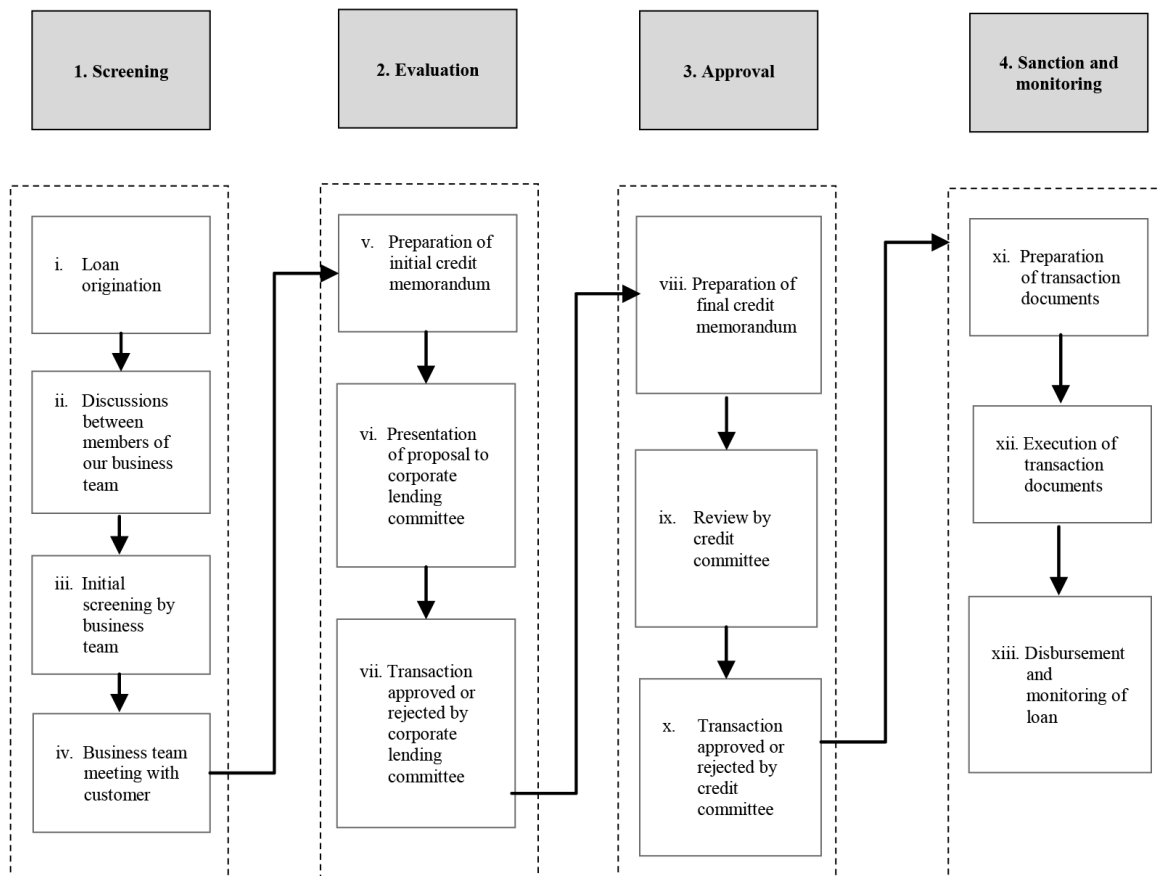 1. Screening
2. Evaluation
3. Approval
4. Sanction and
monitoring
i. Loan
origination
ii. Discussions
between
members of
our business
team
iii. Initial
screening by
business
team
iv. Business team
meeting with
customer
v. Preparation of
initial credit
memorandum
vi. Presentation
of proposal to
corporate
lending
committee
vii. Transaction
approved or
rejected by
corporate
lending
committee
viii. Preparation of
final credit
memorandum
ix. Review by
credit
committee
x. Transaction
approved or
rejected by
credit
committee
xi. Preparation
of transaction
documents
xii. Execution of
transaction
documents
xiii. Disbursement
and
monitoring of
loan